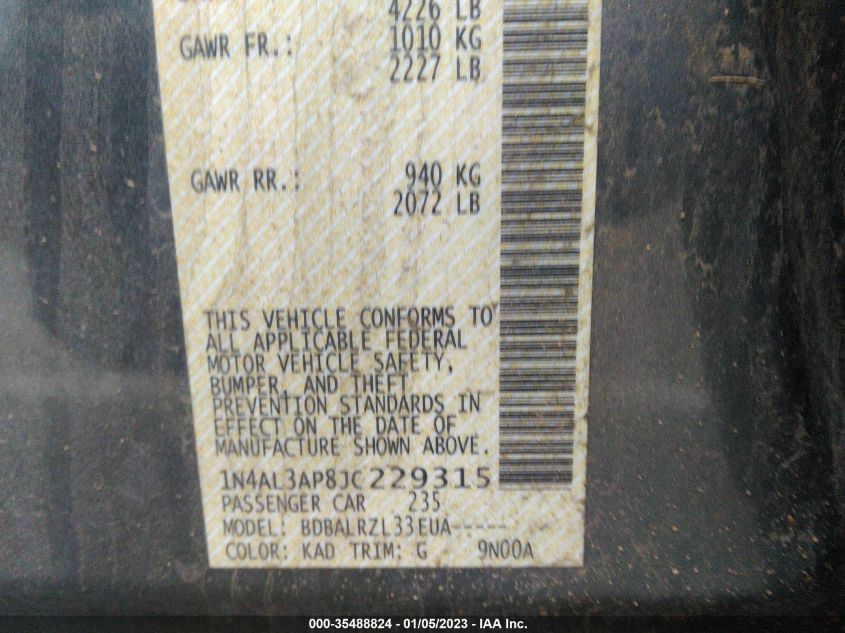 4226 LB
GAWR FR.: 1010 KG
2227 LB
GAWR RR.: 940 KG
2072 LB
THIS VEHICLE CONFORMS TO
ALL APPLICABLE FEDERAL
MOTOR VEHICLE SAFETY,
BUMPER, AND THEFT
PREVENTION STANDARDS IN
EFFECT ON THE DATE OF
MANUFACTURE SHOWN ABOVE.
1N4AL3AP8JC229315
PASSENGER CAR 235
MODEL: BDBALRZL33EUA-----
COLOR: KAD TRIM: G 9N00A
000-35488824 - 01/05/2023 - IAA Inc.